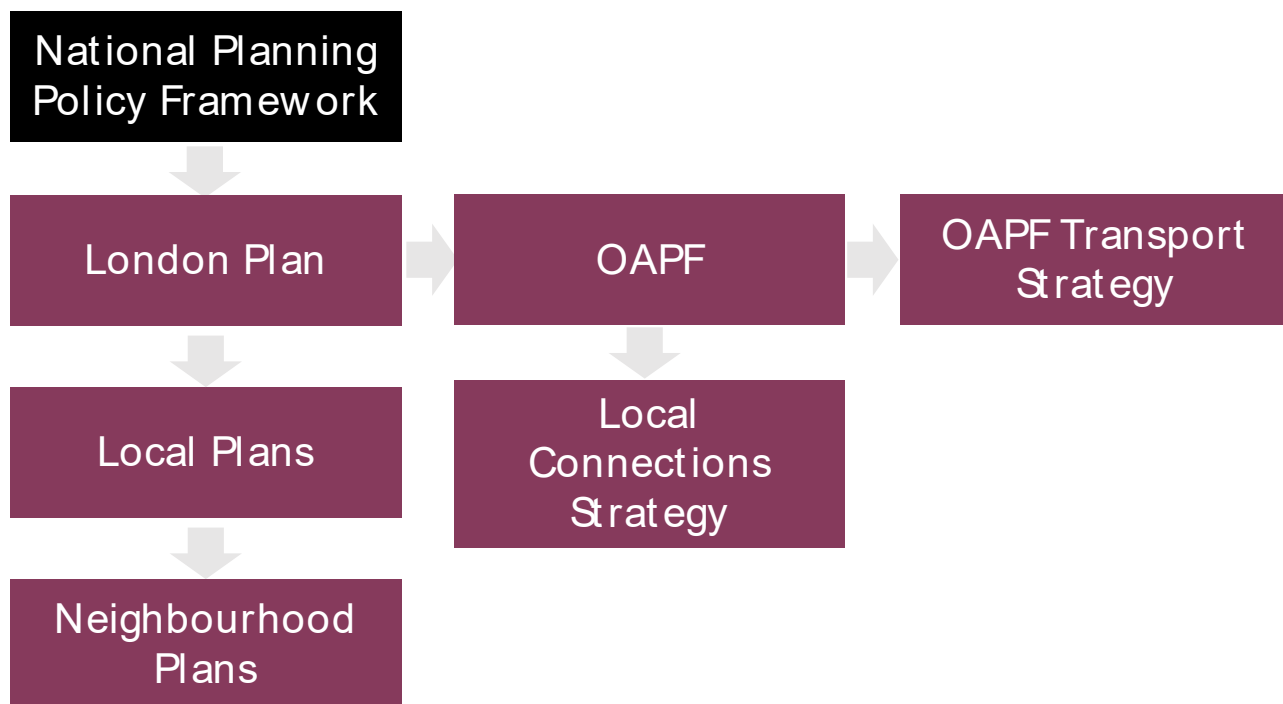 National Planning
Policy Framework
London Plan
OAPF
OAPF Transport
Strategy
Local Plans
Local
Connections
Strategy
Neighbourhood
Plans